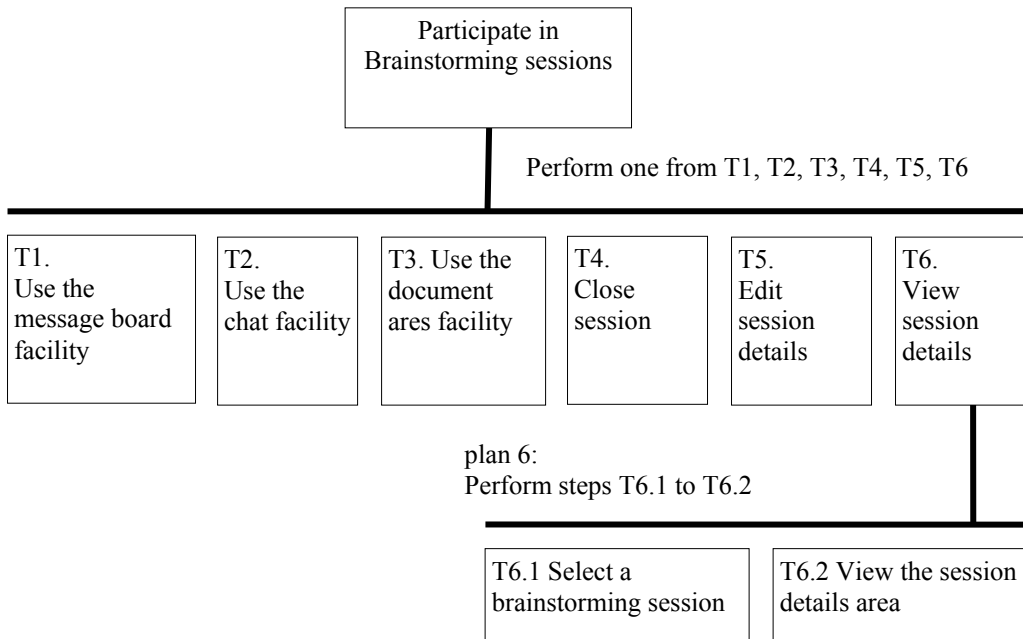 Participate in
Brainstorming sessions
Perform one from T1, T2, T3, T4, T5, T6
T1.
Use the
message board
facility
T2.
Use the
chat facility
T3. Use the
document
ares facility
T4.
Close
session
T5.
Edit
session
details
T6.
View
session
details
plan 6:
Perform steps T6.1 to T6.2
T6.1 Select a
brainstorming session
T6.2 View the session
details area